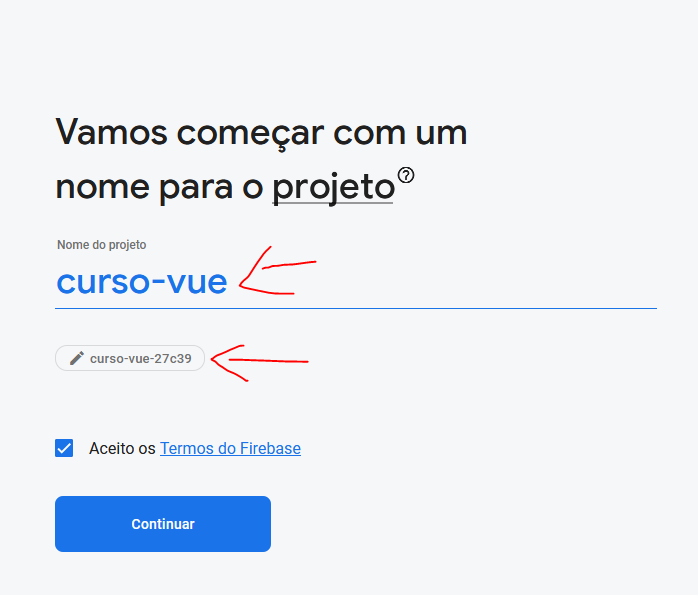 Vamos começar com um
nome para o projeto
Nome do projeto
curso-vue
curso-vue-27c39
Aceito os Termos do Firebase
Continuar